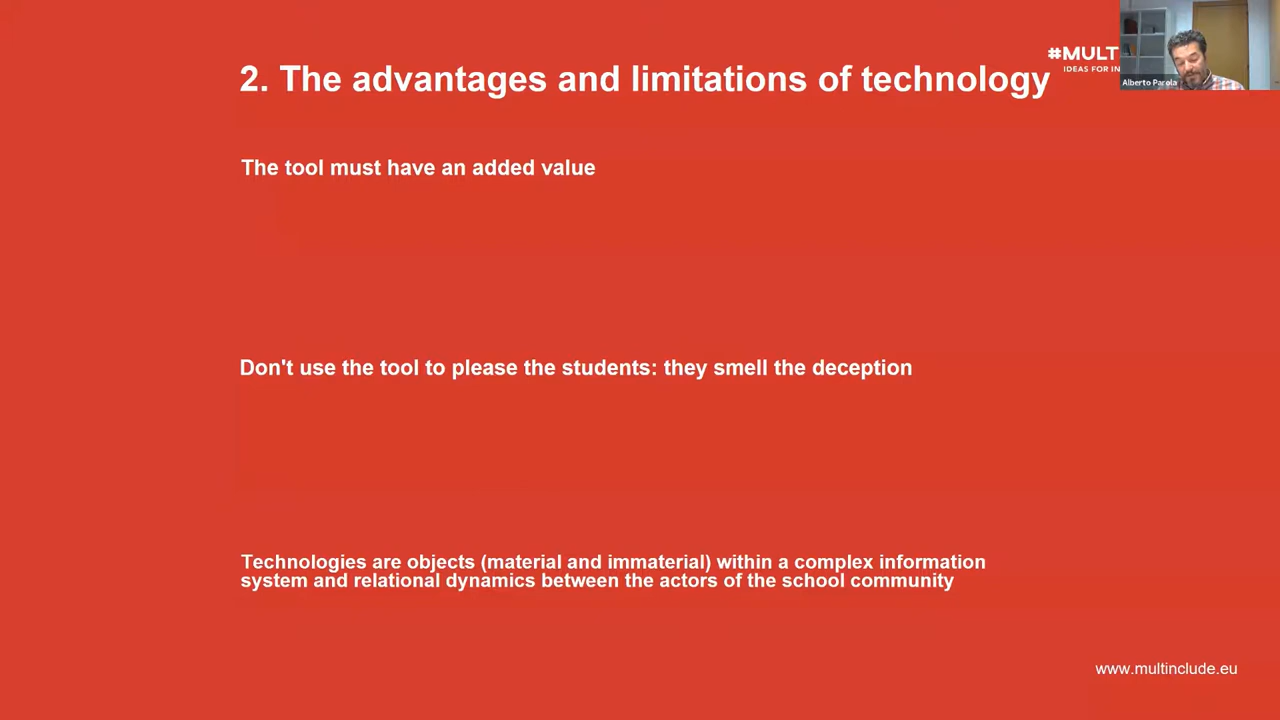 2. The advantages and limitations of technology
#MULT
IDEAS FOR IN
Alberto Parola
The tool must have an added value
Don't use the tool to please the students: they smell the deception
Technologies are objects (material and immaterial) within a complex information
system and relational dynamics between the actors of the school community
www.multinclude.eu